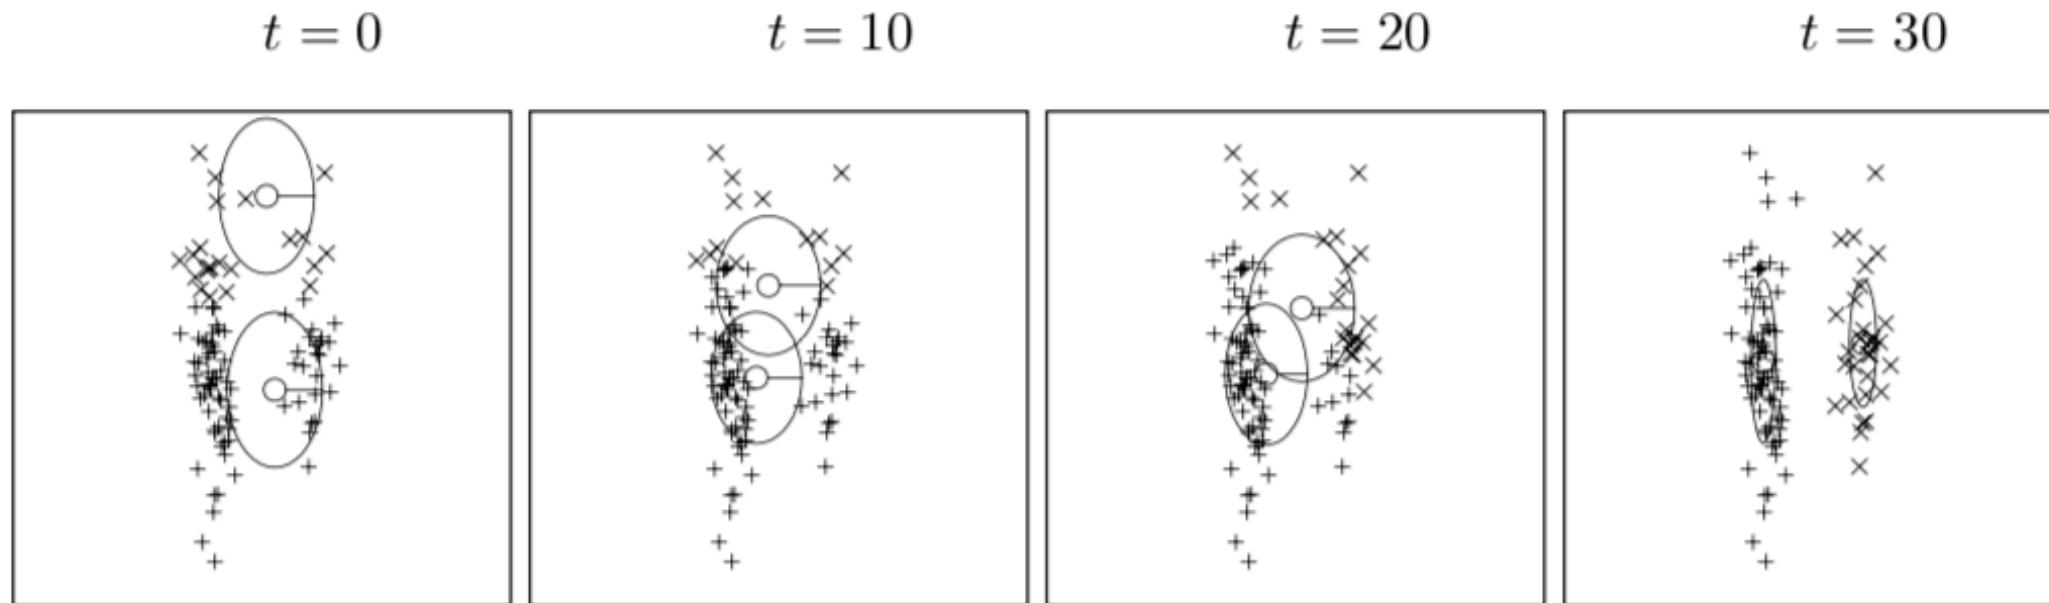 t = 0
t = 10
t = 20
t = 30